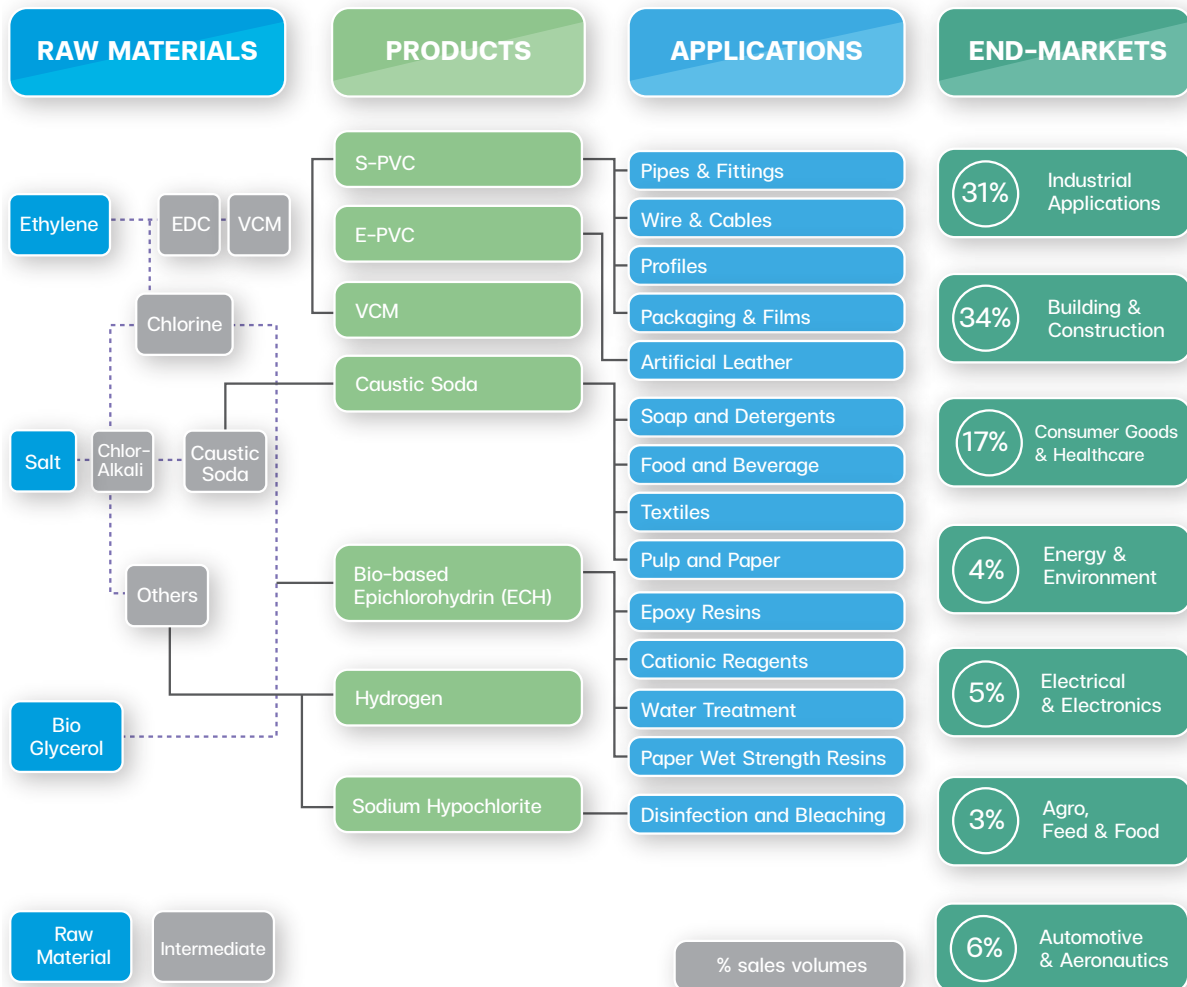 RAW MATERIALS
PRODUCTS
APPLICATIONS
END-MARKETS
Ethylene
EDC
VCM
Chlorine
Salt
Chlor-
Alkali
Caustic
Soda
Others
Bio
Glycerol
S-PVC
E-PVC
VCM
Caustic Soda
Bio-based
Epichlorohydrin (ECH)
Hydrogen
Sodium Hypochlorite
Pipes & Fittings
Wire & Cables
Profiles
Packaging & Films
Artificial Leather
Soap and Detergents
Food and Beverage
Textiles
Pulp and Paper
Epoxy Resins
Cationic Reagents
Water Treatment
Paper Wet Strength Resins
Disinfection and Bleaching
31%
Industrial
Applications
34%
Building &
Construction
17%
Consumer Goods
& Healthcare
4%
Energy &
Environment
5%
Electrical
& Electronics
3%
Agro,
Feed & Food
6%
Automotive
& Aeronautics
Raw
Material
Intermediate
% sales volumes